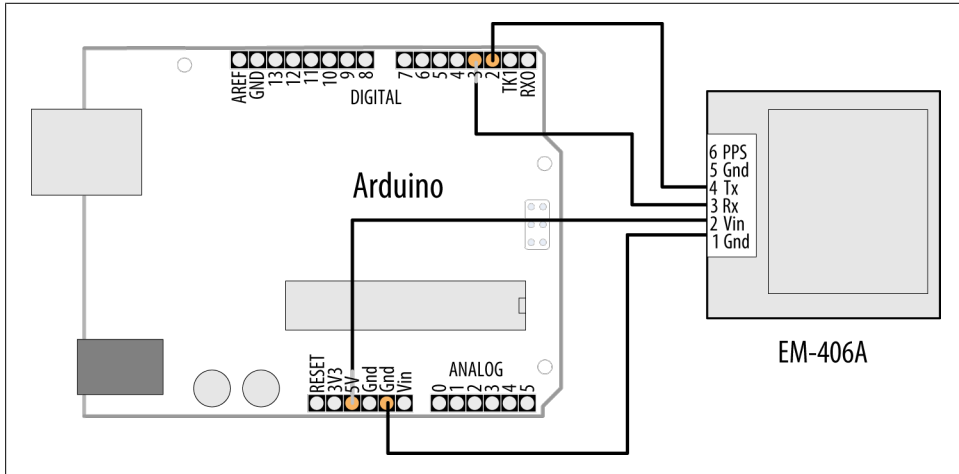 AREF
GND
13
12
11
10
9
8
7
6
5
4
3
2
TK1
RX0
DIGITAL
Arduino
6 PPS
5 Gnd
4 Tx
3 Rx
2 Vin
1 Gnd
EM-406A
RESET
3V3
5V
Gnd
Gnd
Vin
ANALOG
0
1
2
3
4
5